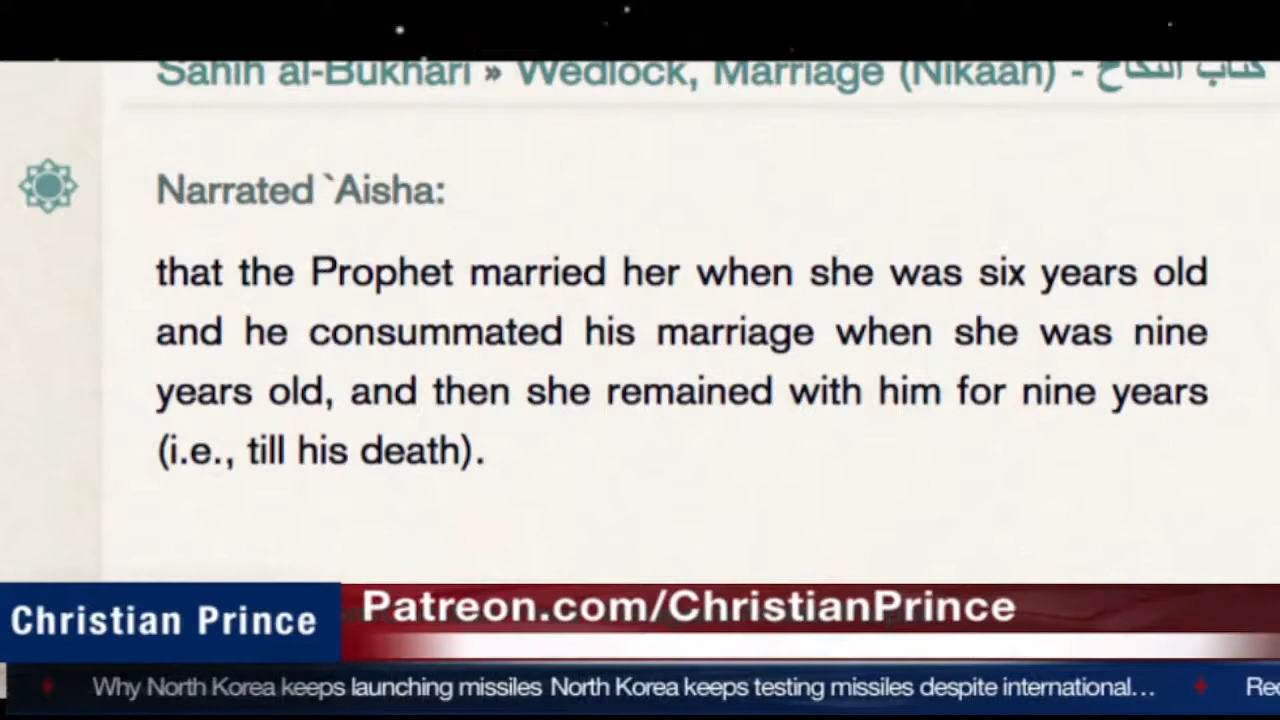 Sahih al-Bukhari » Wedlock, Marriage (Nikaah) - كتاب النكاح
Narrated `Aisha:
that the Prophet married her when she was six years old
and he consummated his marriage when she was nine
years old, and then she remained with him for nine years
(i.e., till his death).
Christian Prince
Patreon.com/ChristianPrince
Why North Korea keeps launching missiles North Korea keeps testing missiles despite international...